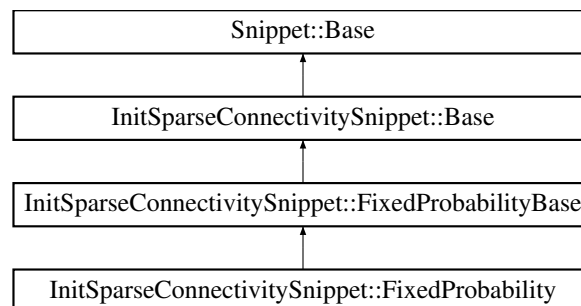 Snippet::Base
InitSparseConnectivitySnippet::Base
InitSparseConnectivitySnippet::FixedProbabilityBase
InitSparseConnectivitySnippet::FixedProbability